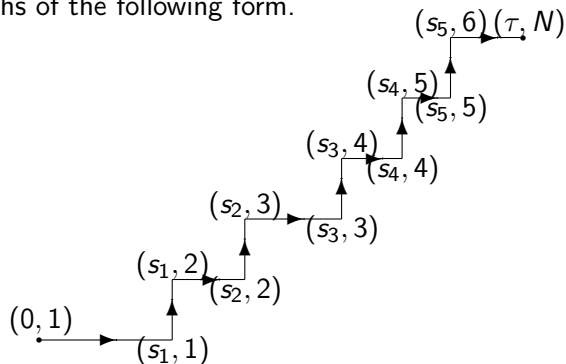 hs of the following form.
(s₅, 6) (τ, N)
(s₄, 5)
(s₅, 5)
(s₃, 4)
(s₄, 4)
(s₂, 3)
(s₃, 3)
(s₁, 2)
(s₂, 2)
(0, 1)
(s₁, 1)